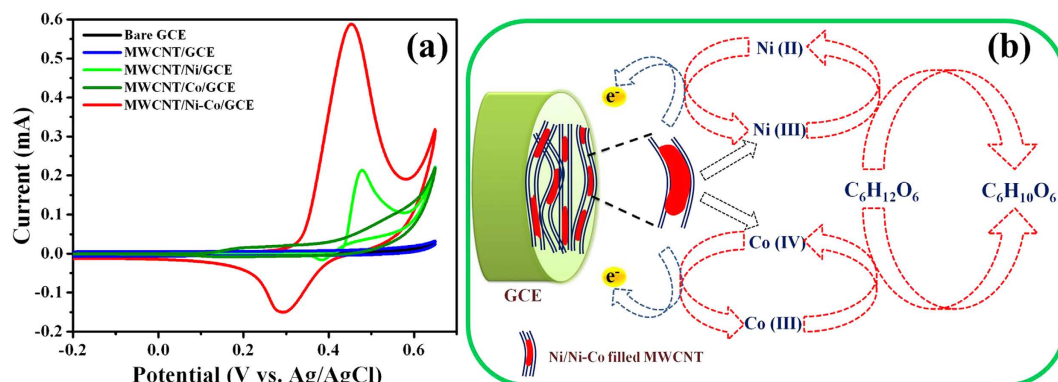 (a)
Bare GCE
MWCNT/GCE
MWCNT/Ni/GCE
MWCNT/Co/GCE
MWCNT/Ni-Co/GCE
0.6
0.5
0.4
0.3
0.2
0.1
0.0
-0.1
-0.2
Current (mA)
-0.2 0.0 0.2 0.4 0.6
Potential (V vs. Ag/AgCl)
(b)
Ni (II)
e⁻
Ni (III)
C₆H₁₂O₆ C₆H₁₀O₆
Co (IV)
e⁻
GCE
Co (III)
Ni/Ni-Co filled MWCNT